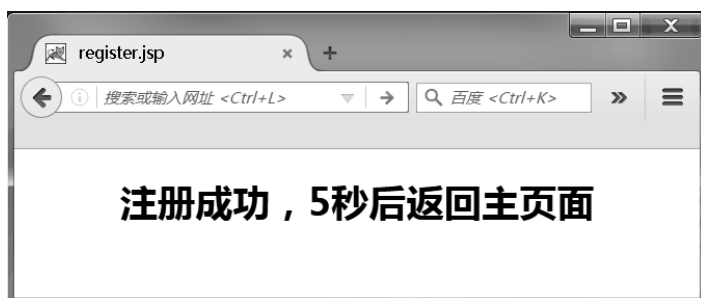 register.jsp
搜索或输入网址 <Ctrl+L>
百度 <Ctrl+K>
注册成功，5秒后返回主页面